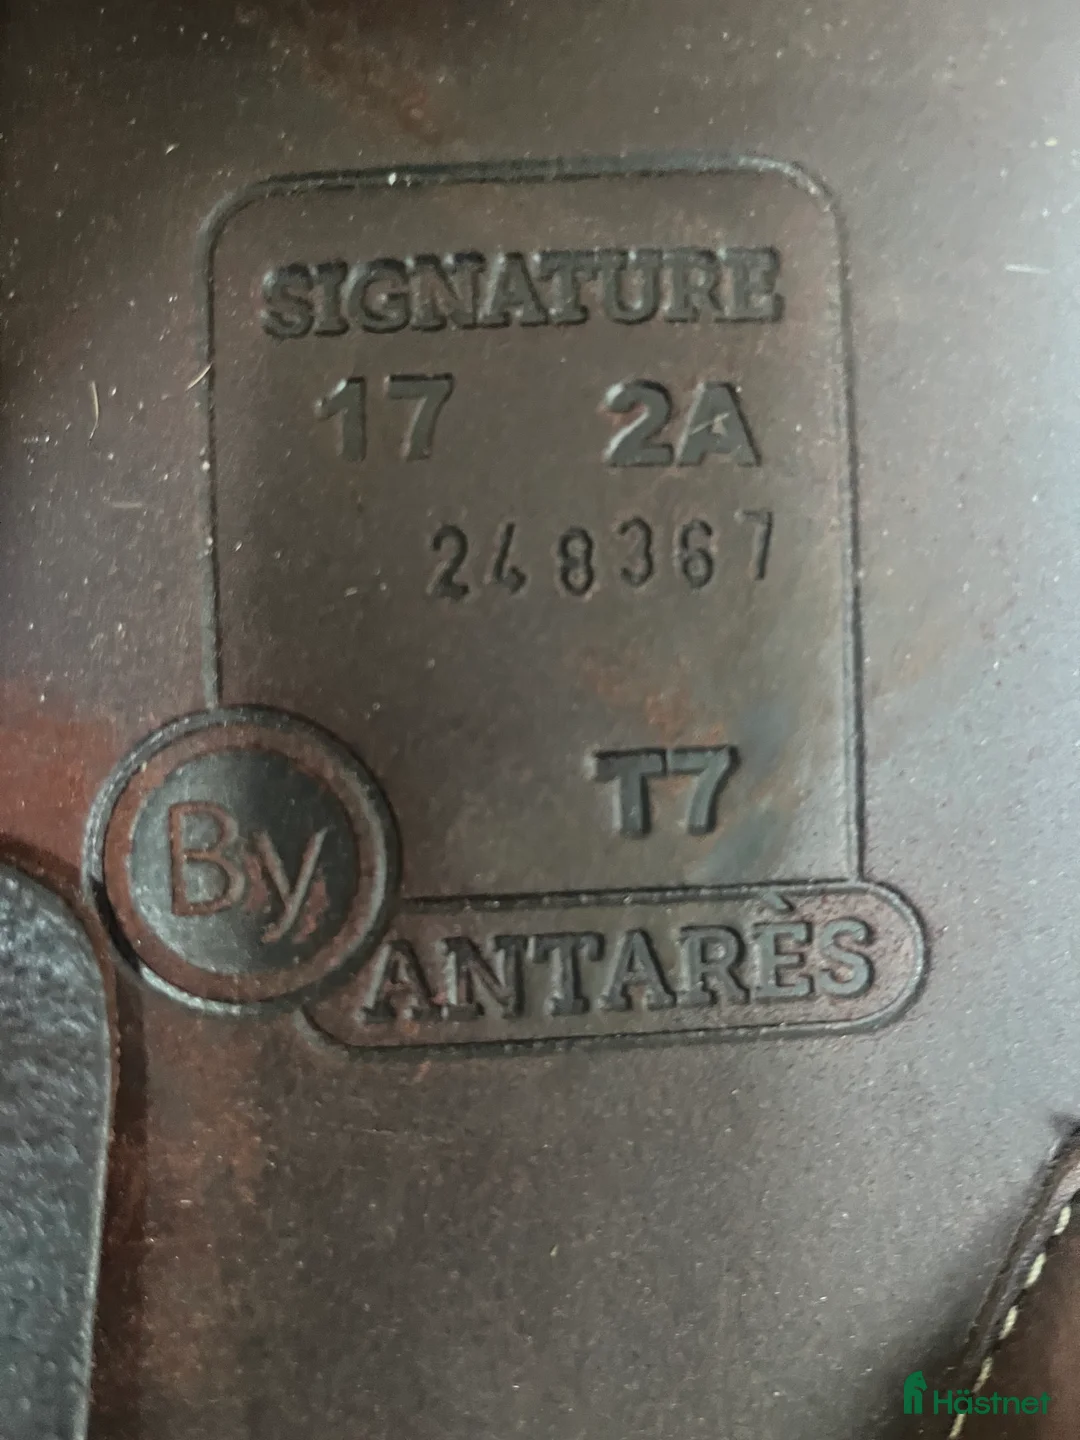 SIGNATURE
17 2A
248367
T7
By
ANTARÈS
Hästnet